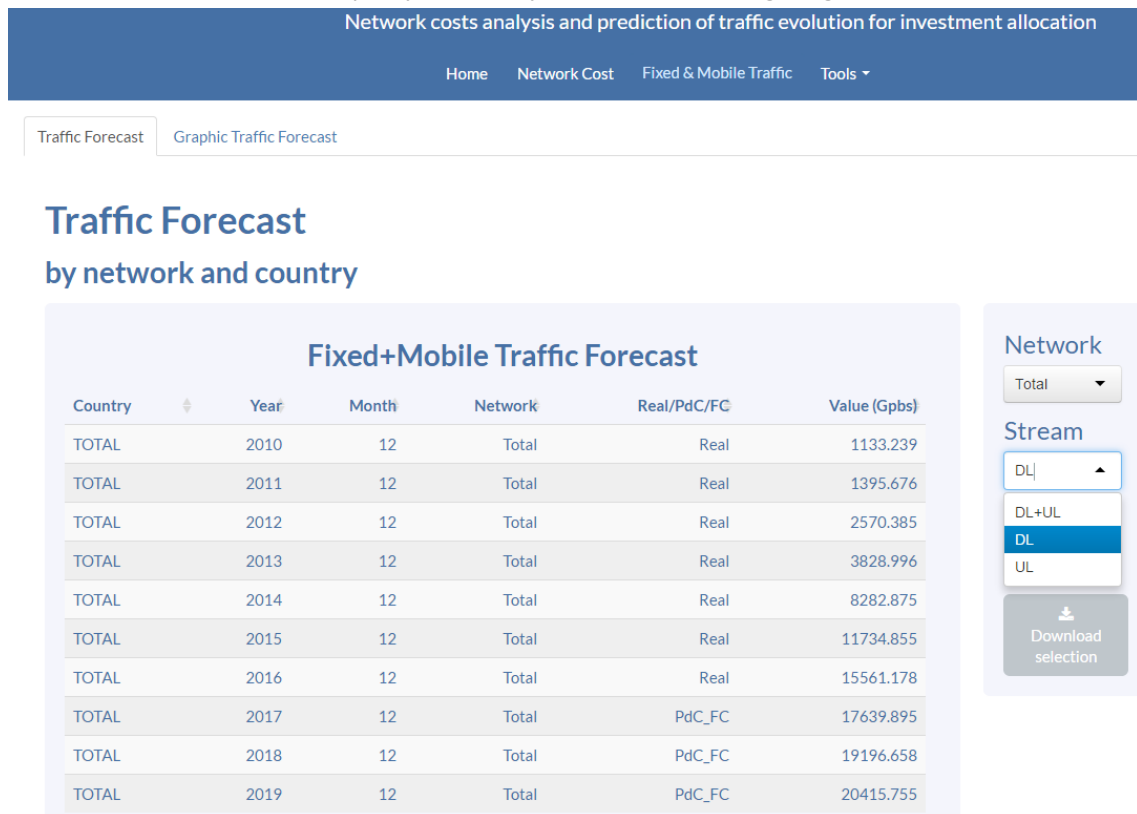 Network costs analysis and prediction of traffic evolution for investment allocation
Home Network Cost Fixed & Mobile Traffic Tools
Traffic Forecast Graphic Traffic Forecast
Traffic Forecast
by network and country
Fixed+Mobile Traffic Forecast
Country Year Month Network Real/PdC/FC Value (Gpbs)
TOTAL 2010 12 Total Real 1133.239
TOTAL 2011 12 Total Real 1395.676
TOTAL 2012 12 Total Real 2570.385
TOTAL 2013 12 Total Real 3828.996
TOTAL 2014 12 Total Real 8282.875
TOTAL 2015 12 Total Real 11734.855
TOTAL 2016 12 Total Real 15561.178
TOTAL 2017 12 Total PdC_FC 17639.895
TOTAL 2018 12 Total PdC_FC 19196.658
TOTAL 2019 12 Total PdC_FC 20415.755
Network
Total
Stream
DL
DL+UL
DL
UL
Download
selection